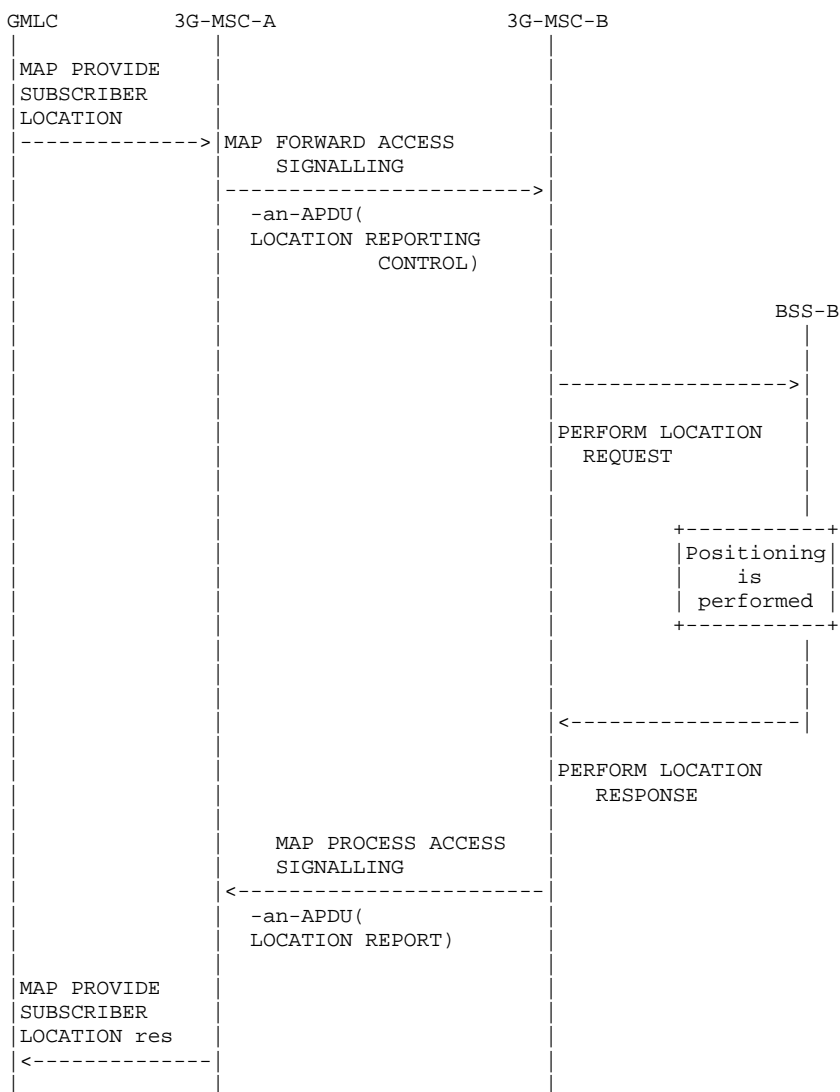 GMLC 3G-MSC-A 3G-MSC-B
MAP PROVIDE
SUBSCRIBER
LOCATION
MAP FORWARD ACCESS
SIGNALLING
-an-APDU(
LOCATION REPORTING
CONTROL)
BSS-B
PERFORM LOCATION
REQUEST
Positioning
is
performed
PERFORM LOCATION
RESPONSE
MAP PROCESS ACCESS
SIGNALLING
-an-APDU(
LOCATION REPORT)
MAP PROVIDE
SUBSCRIBER
LOCATION res